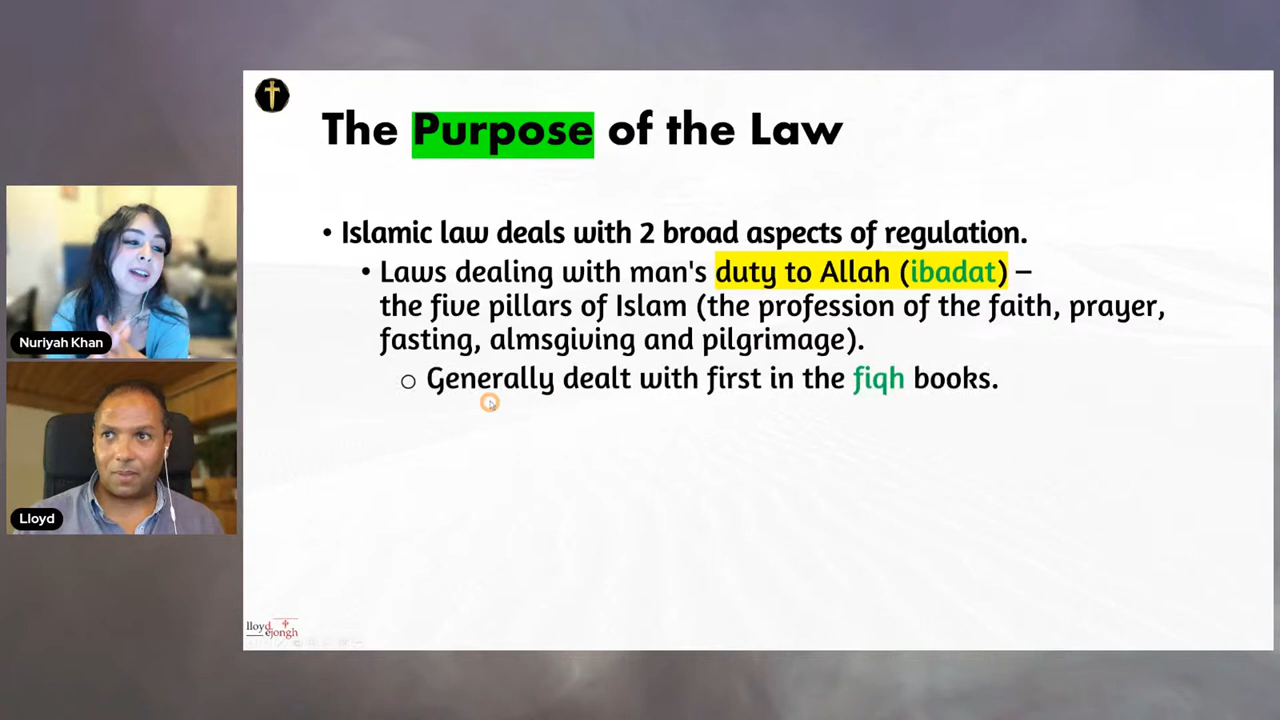 The Purpose of the Law
• Islamic law deals with 2 broad aspects of regulation.
• Laws dealing with man's duty to Allah (ibadat) –
the five pillars of Islam (the profession of the faith, prayer,
fasting, almsgiving and pilgrimage).
○ Generally dealt with first in the fiqh books.
Nuriyah Khan
Lloyd
lloyd
ejongh